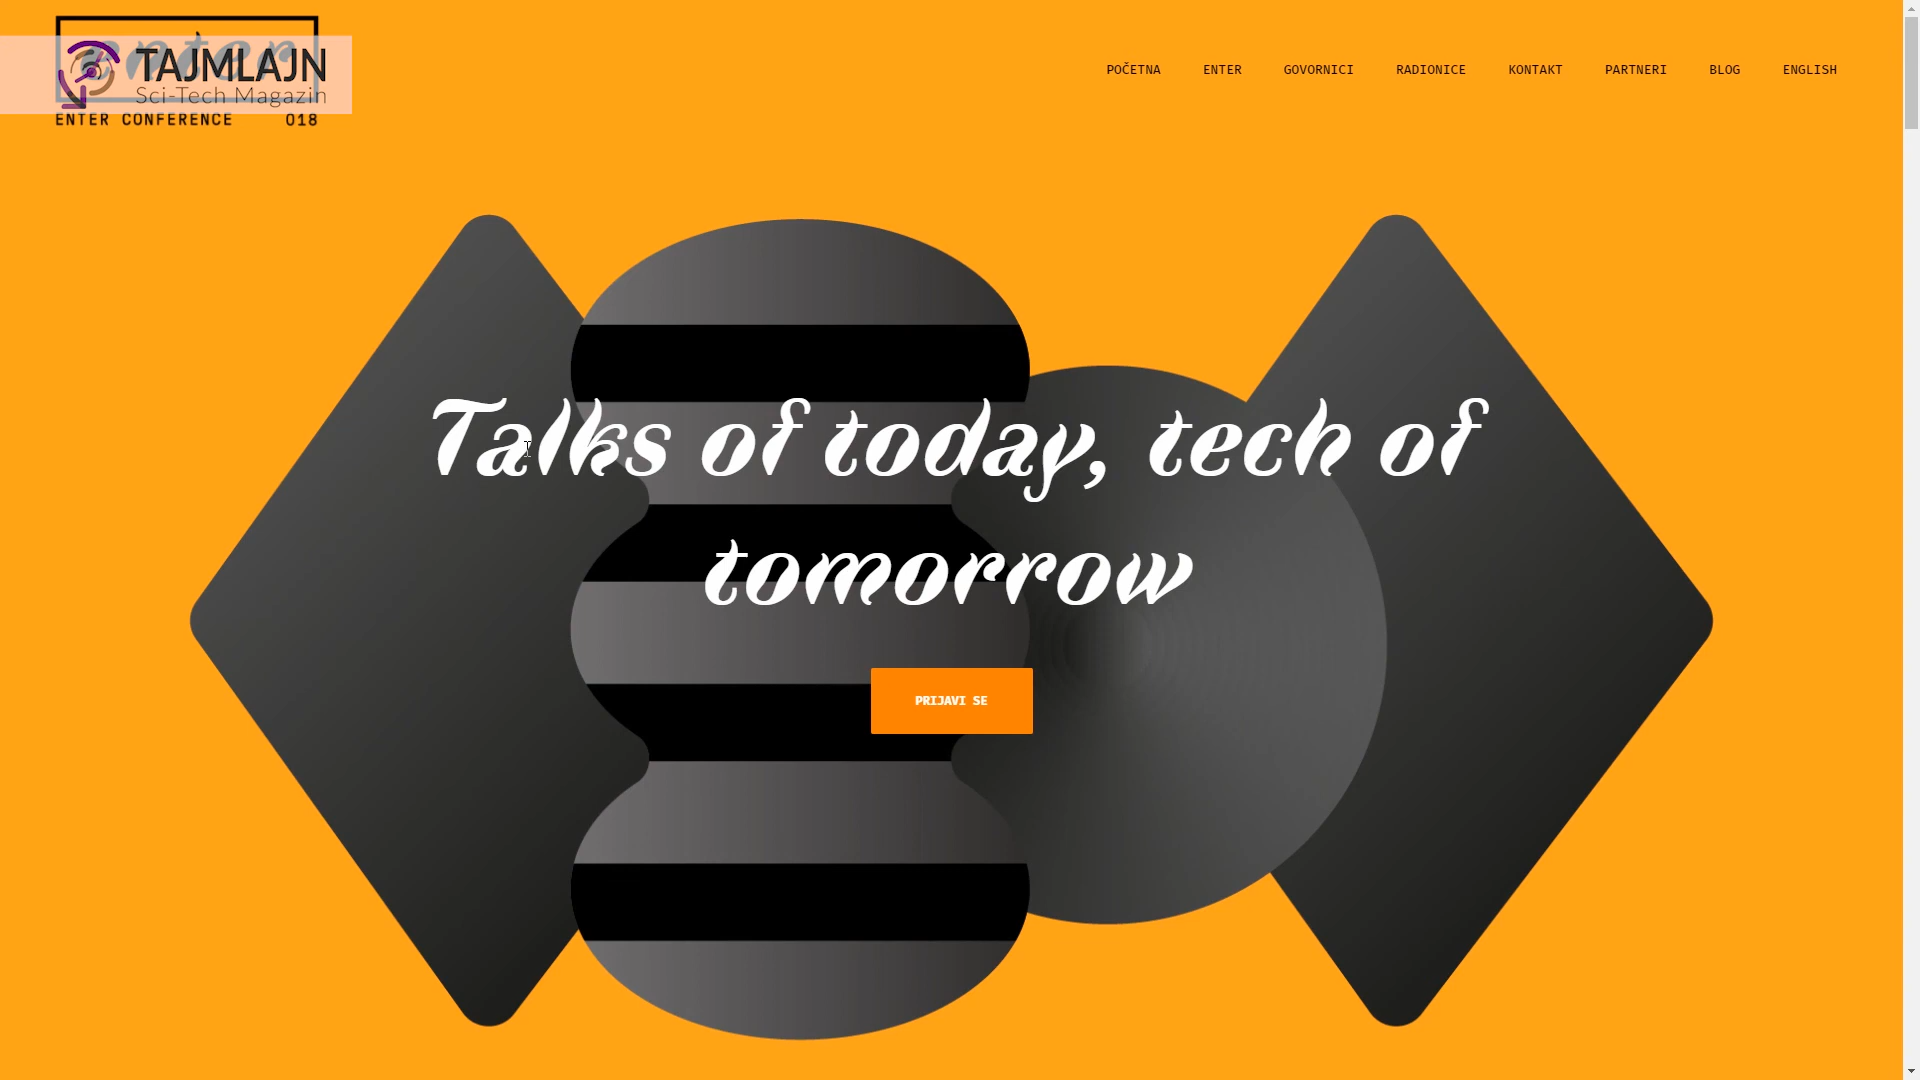 enter
TAJMLAJN
Sci-Tech Magazin
ENTER CONFERENCE 018
POČETNA ENTER GOVORNICI RADIONICE KONTAKT PARTNERI BLOG ENGLISH
Talks of today, tech of
tomorrow
PRIJAVI SE